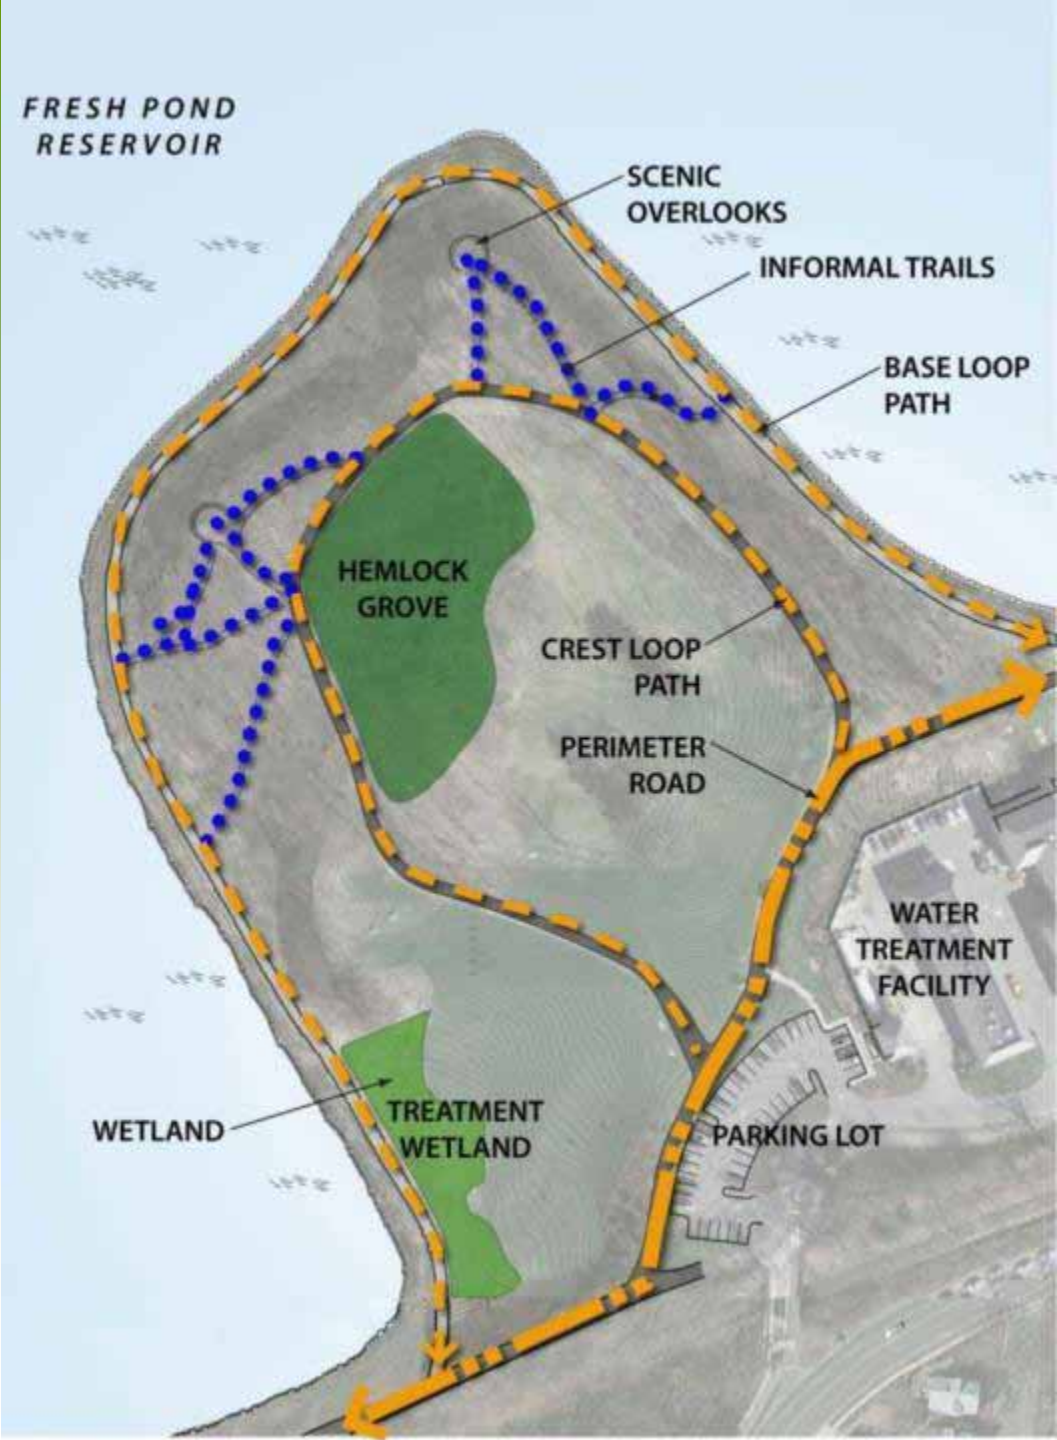 FRESH POND
RESERVOIR
SCENIC
OVERLOOKS
INFORMAL TRAILS
BASE LOOP
PATH
HEMLOCK
GROVE
CREST LOOP
PATH
PERIMETER
ROAD
WATER
TREATMENT
FACILITY
WETLAND
TREATMENT
WETLAND
PARKING LOT